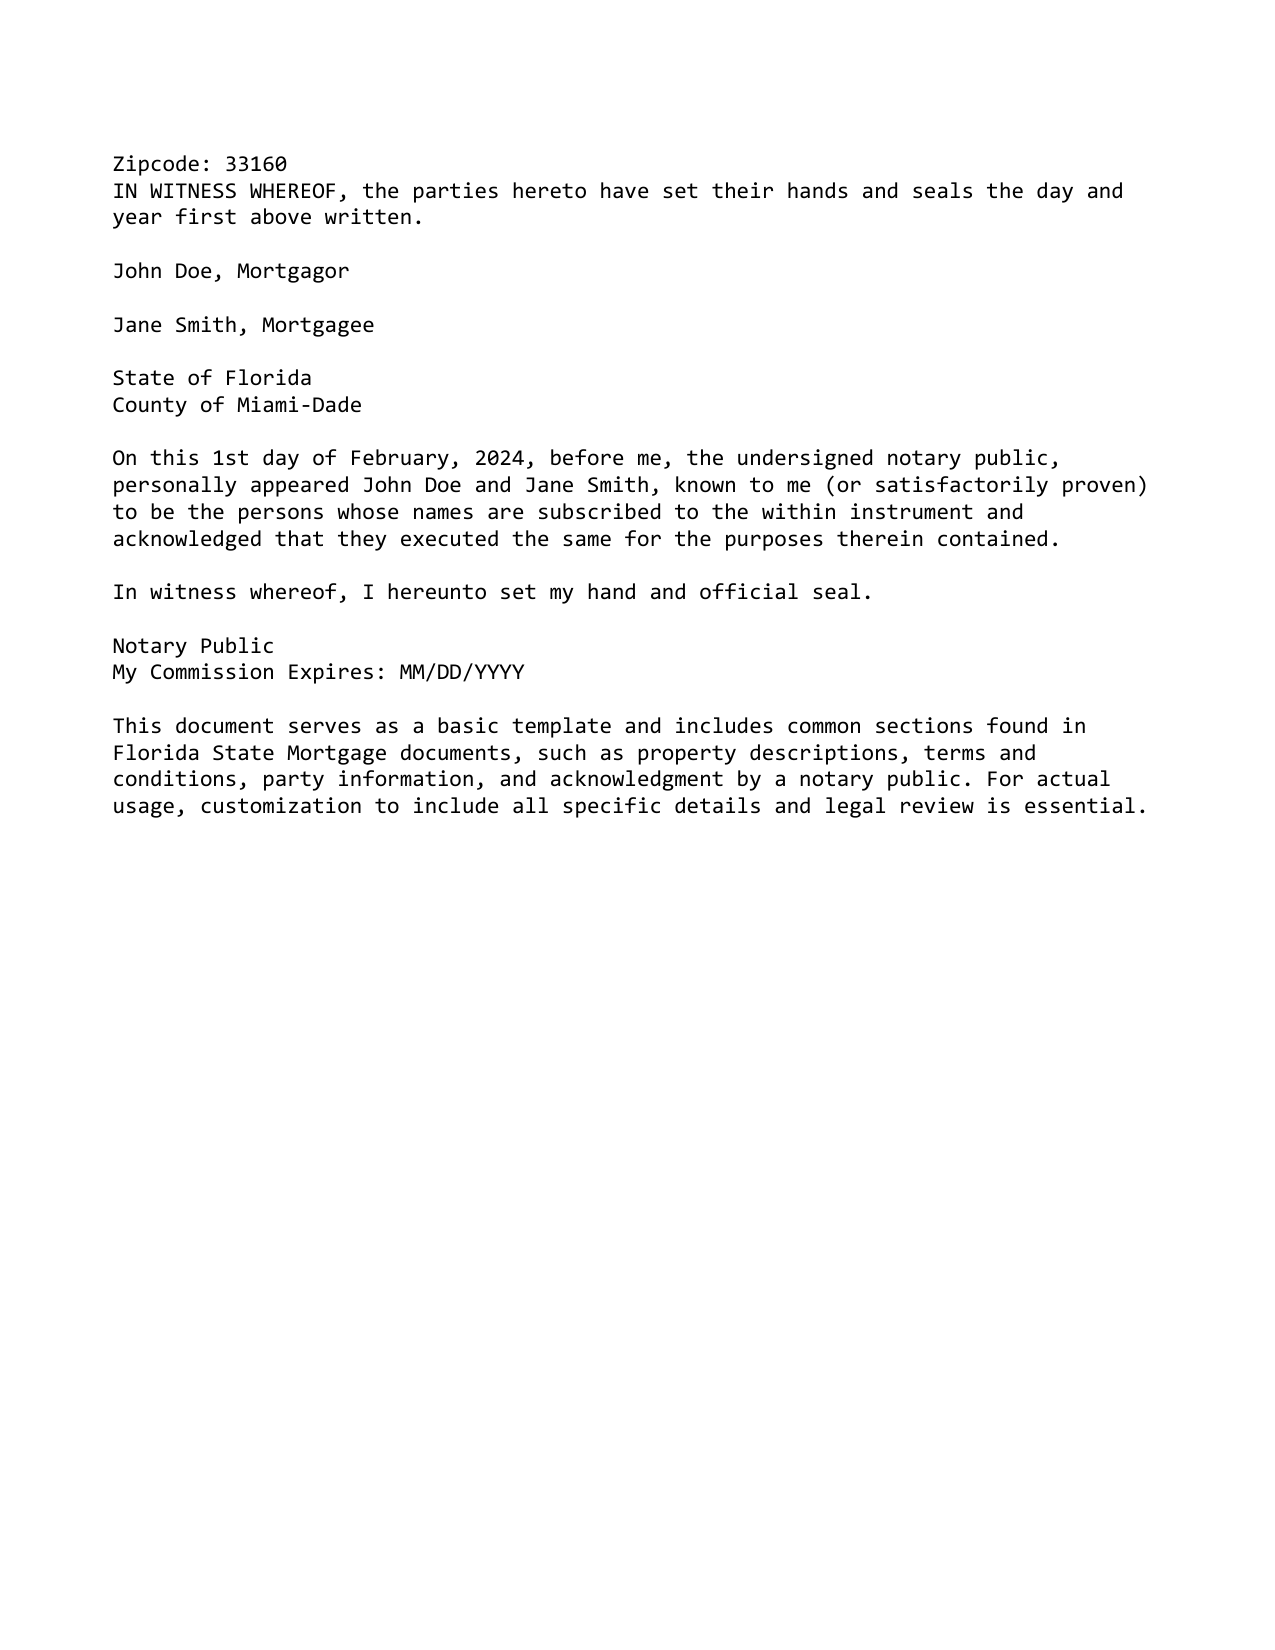 Zipcode: 33160
IN WITNESS WHEREOF, the parties hereto have set their hands and seals the day and
year first above written.
John Doe, Mortgagor
Jane Smith, Mortgagee
State of Florida
County of Miami-Dade
On this 1st day of February, 2024, before me, the undersigned notary public,
personally appeared John Doe and Jane Smith, known to me (or satisfactorily proven)
to be the persons whose names are subscribed to the within instrument and
acknowledged that they executed the same for the purposes therein contained.
In witness whereof, I hereunto set my hand and official seal.
Notary Public
My Commission Expires: MM/DD/YYYY
This document serves as a basic template and includes common sections found in
Florida State Mortgage documents, such as property descriptions, terms and
conditions, party information, and acknowledgment by a notary public. For actual
usage, customization to include all specific details and legal review is essential.